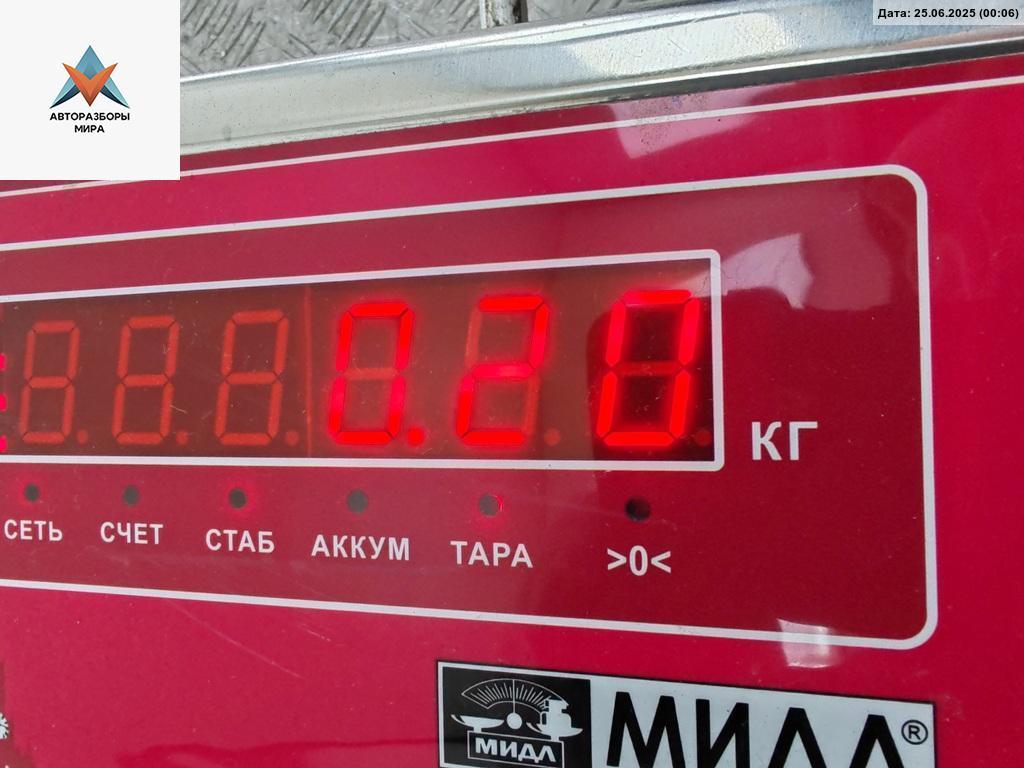 Дата: 25.06.2025 (00:06)
АВТОРАЗБОРЫ
МИРА
0.20
КГ
СЕТЬ СЧЕТ СТАБ АККУМ ТАРА >0<
МИДЛ
МИДЛ®